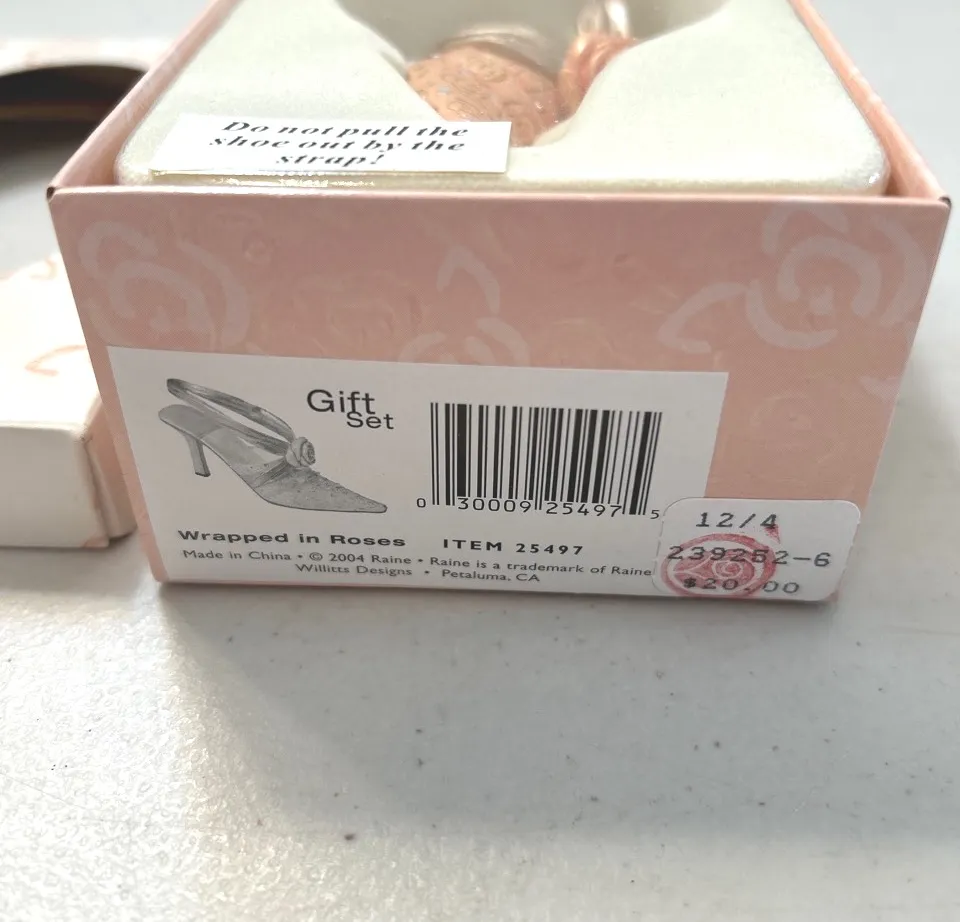 Do not pull the
shoe out by the
strap!
Gift
Set
0 30009 25497 5
Wrapped in Roses ITEM 25497
Made in China • © 2004 Raine • Raine is a trademark of Raine
Willitts Designs • Petaluma, CA
12/4
239252-6
$20.00